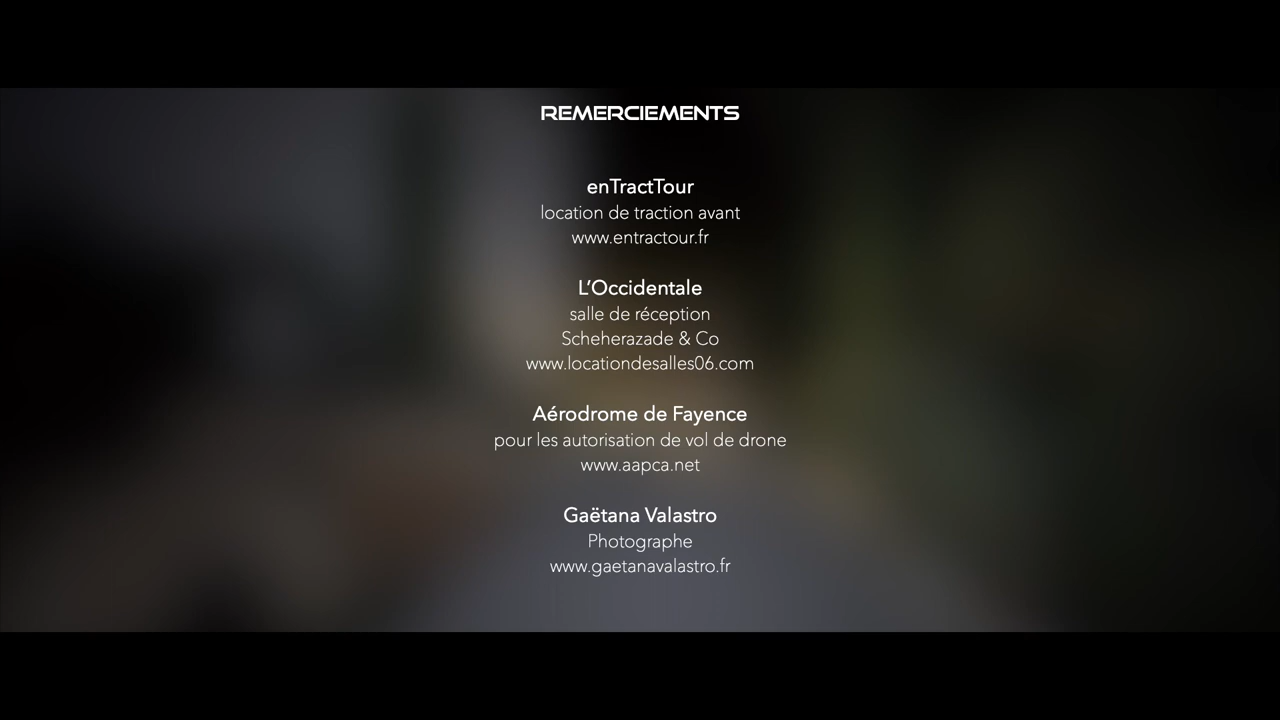 REMERCIEMENTS
enTractTour
location de traction avant
www.entractour.fr
L'Occidentale
salle de réception
Scheherazade & Co
www.locationdesalles06.com
Aérodrome de Fayence
pour les autorisation de vol de drone
www.aapca.net
Gaëtana Valastro
Photographe
www.gaetanavalastro.fr